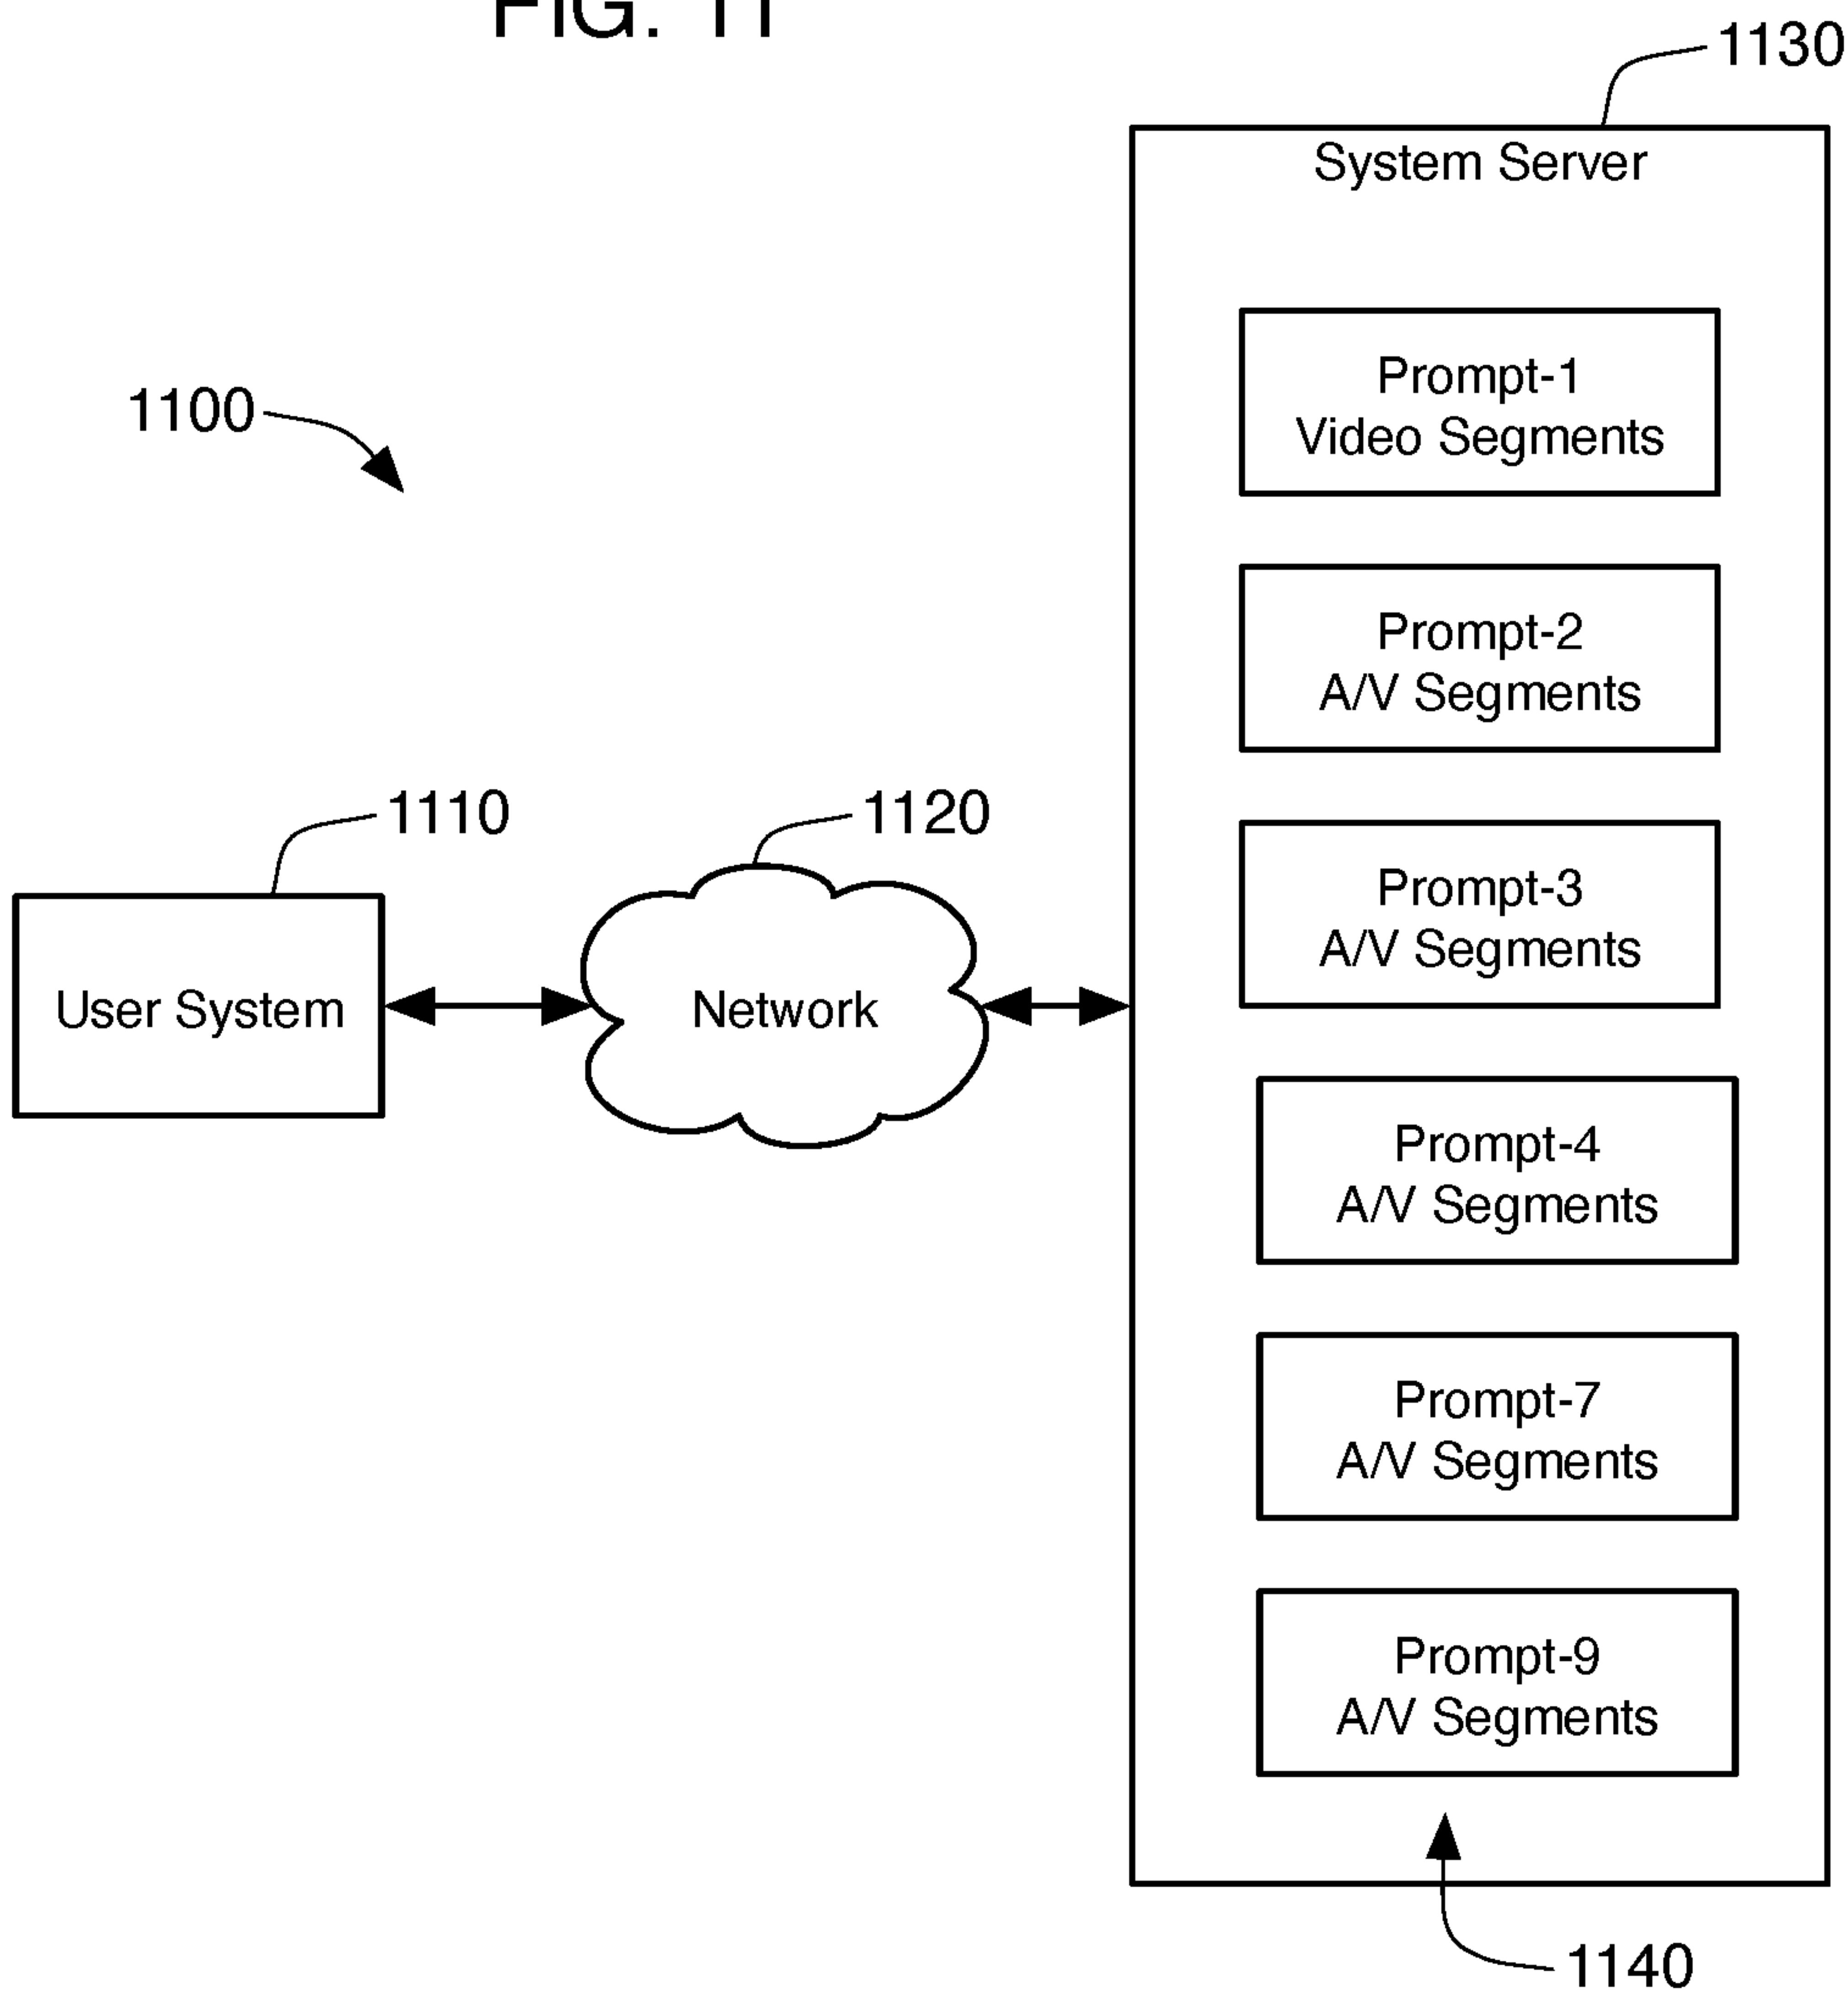 FIG. 11
1130
System Server
Prompt-1
Video Segments
1100
Prompt-2
A/V Segments
1110
1120
Prompt-3
A/V Segments
User System
Network
Prompt-4
A/V Segments
Prompt-7
A/V Segments
Prompt-9
A/V Segments
1140